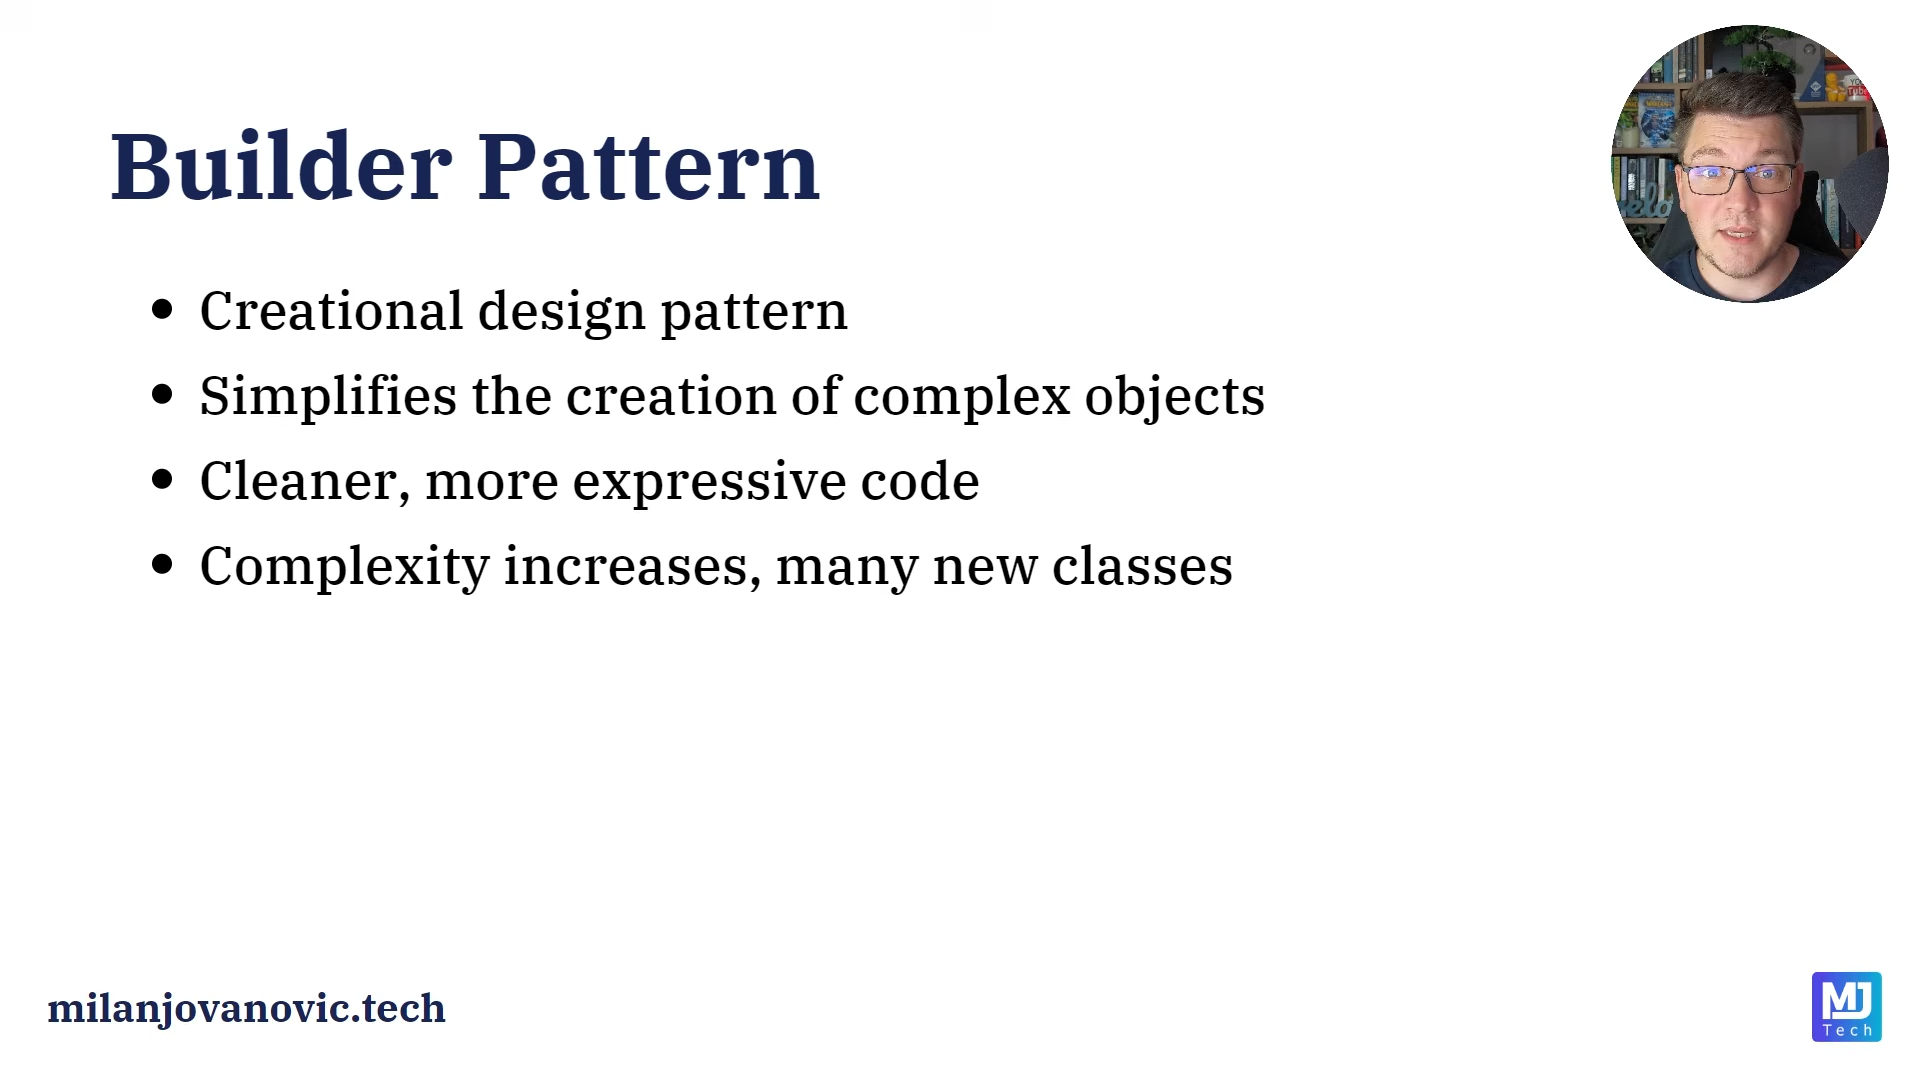 Builder Pattern
Creational design pattern
Simplifies the creation of complex objects
Cleaner, more expressive code
Complexity increases, many new classes
milanjovanovic.tech
MJ
Tech